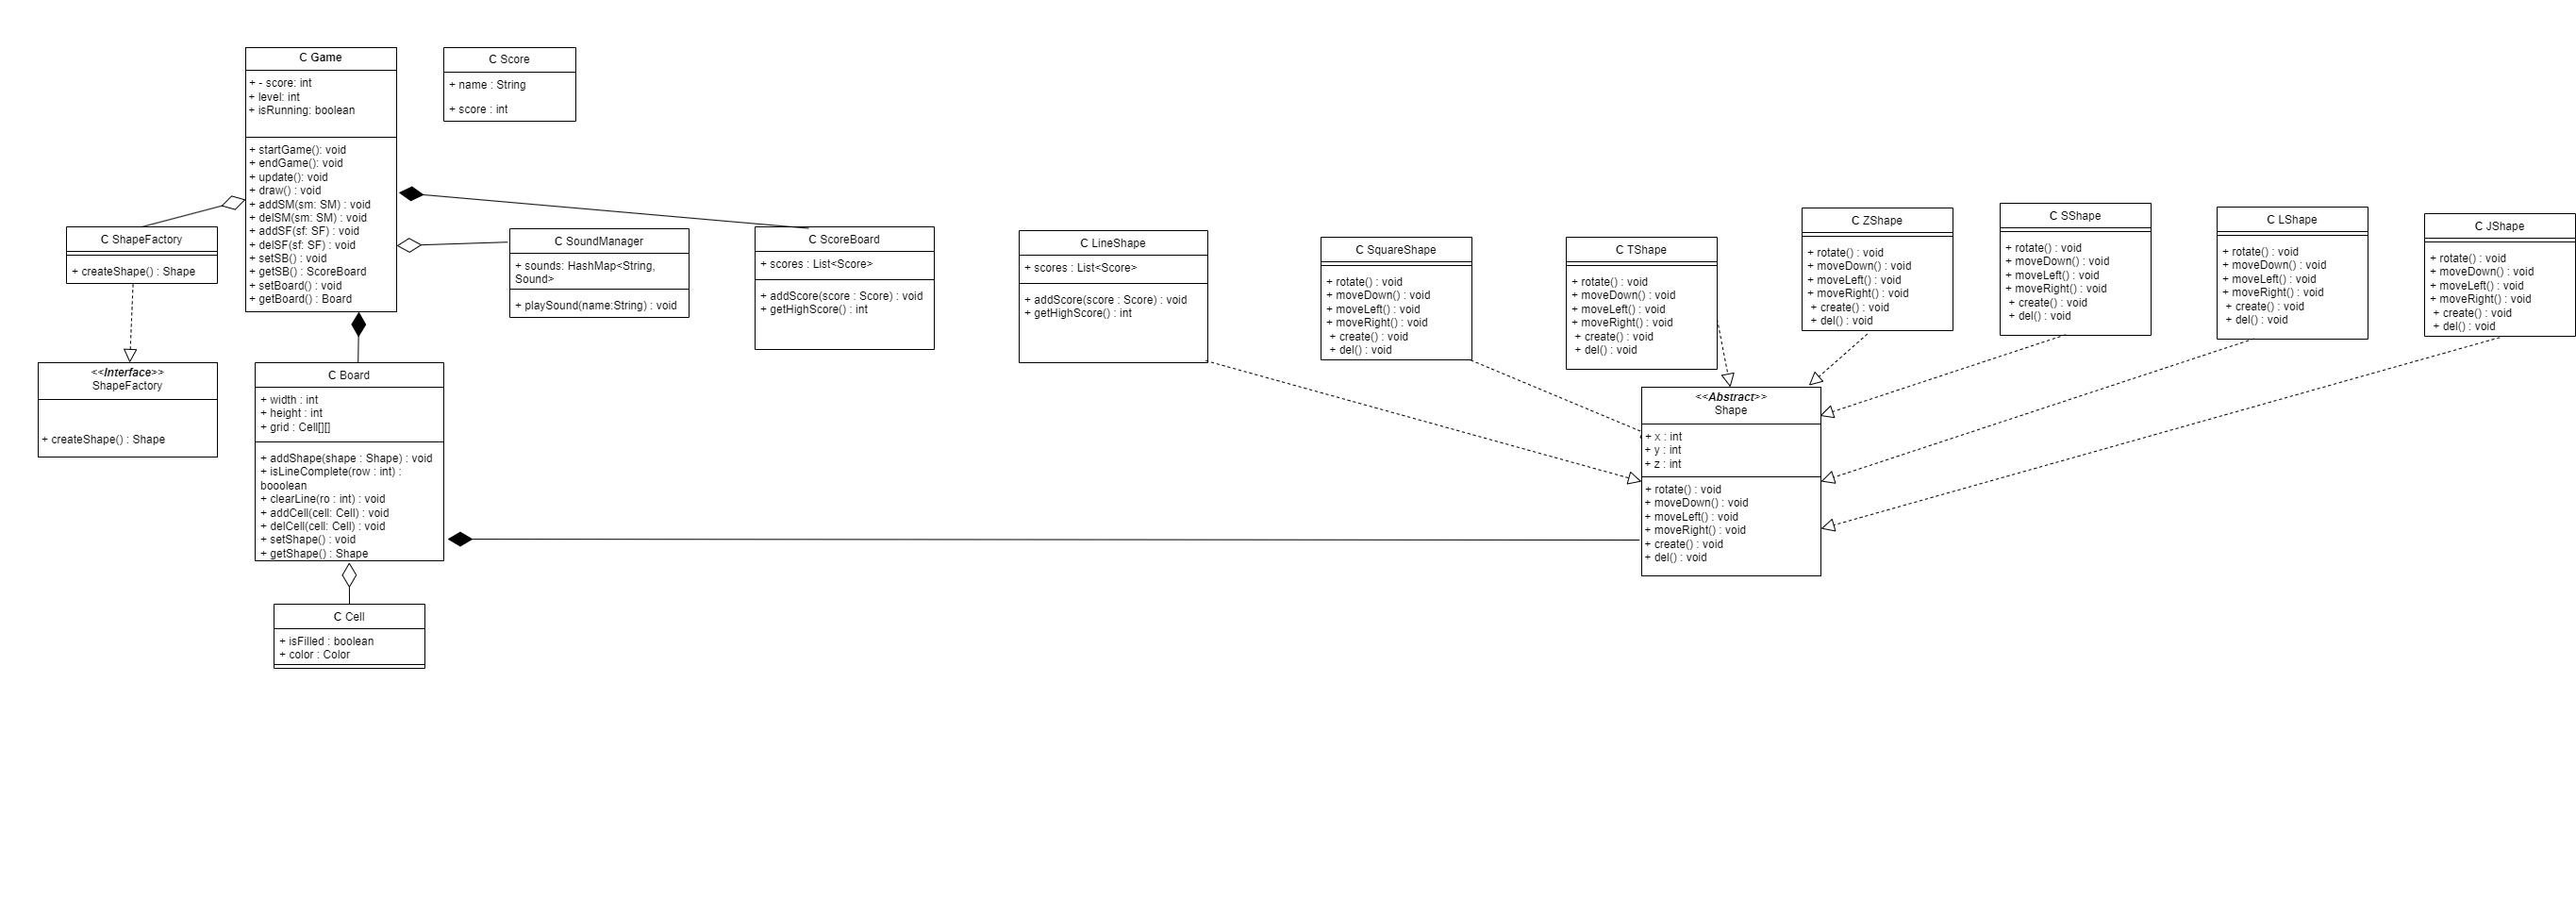 C Game
+ - score: int
+ level: int
+ isRunning: boolean
+ startGame(): void
+ endGame(): void
+ update(): void
+ draw() : void
+ addSM(sm: SM) : void
+ delSM(sm: SM) : void
+ addSF(sf: SF) : void
+ delSF(sf: SF) : void
+ setSB() : void
+ getSB() : ScoreBoard
+ setBoard() : void
+ getBoard() : Board
C Score
+ name : String
+ score : int
C ShapeFactory
+ createShape() : Shape
<<Interface>>
ShapeFactory
+ createShape() : Shape
C SoundManager
+ sounds: HashMap<String,
Sound>
+ playSound(name:String) : void
C ScoreBoard
+ scores : List<Score>
+ addScore(score : Score) : void
+ getHighScore() : int
C Board
+ width : int
+ height : int
+ grid : Cell[][]
+ addShape(shape : Shape) : void
+ isLineComplete(row : int) :
booolean
+ clearLine(ro : int) : void
+ addCell(cell: Cell) : void
+ delCell(cell: Cell) : void
+ setShape() : void
+ getShape() : Shape
C Cell
+ isFilled : boolean
+ color : Color
C LineShape
+ scores : List<Score>
+ addScore(score : Score) : void
+ getHighScore() : int
C SquareShape
+ rotate() : void
+ moveDown() : void
+ moveLeft() : void
+ moveRight() : void
+ create() : void
+ del() : void
C TShape
+ rotate() : void
+ moveDown() : void
+ moveLeft() : void
+ moveRight() : void
+ create() : void
+ del() : void
C ZShape
+ rotate() : void
+ moveDown() : void
+ moveLeft() : void
+ moveRight() : void
+ create() : void
+ del() : void
C SShape
+ rotate() : void
+ moveDown() : void
+ moveLeft() : void
+ moveRight() : void
+ create() : void
+ del() : void
C LShape
+ rotate() : void
+ moveDown() : void
+ moveLeft() : void
+ moveRight() : void
+ create() : void
+ del() : void
C JShape
+ rotate() : void
+ moveDown() : void
+ moveLeft() : void
+ moveRight() : void
+ create() : void
+ del() : void
<<Abstract>>
Shape
+ x : int
+ y : int
+ z : int
+ rotate() : void
+ moveDown() : void
+ moveLeft() : void
+ moveRight() : void
+ create() : void
+ del() : void